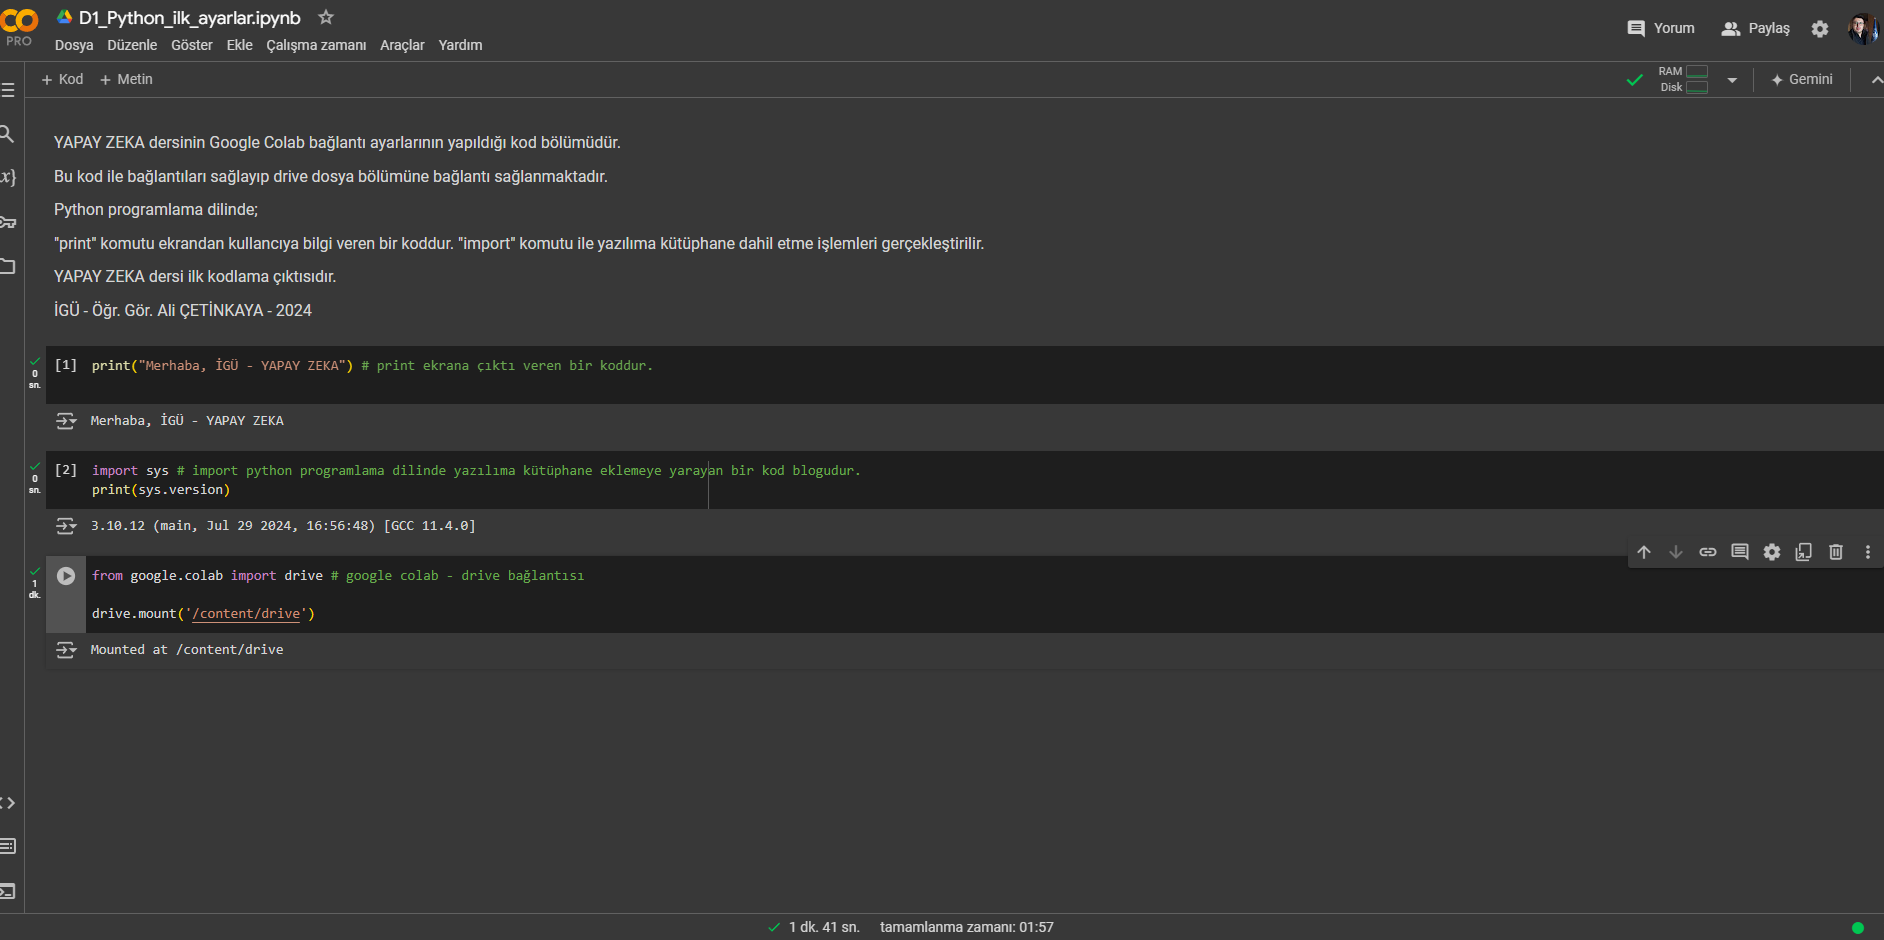 D1_Python_ilk_ayarlar.ipynb
PRO
Dosya Düzenle Göster Ekle Çalışma zamanı Araçlar Yardım
Yorum Paylaş
+ Kod + Metin
RAM
Disk
Gemini
YAPAY ZEKA dersinin Google Colab bağlantı ayarlarının yapıldığı kod bölümüdür.
Bu kod ile bağlantıları sağlayıp drive dosya bölümüne bağlantı sağlanmaktadır.
Python programlama dilinde;
"print" komutu ekrandan kullancıya bilgi veren bir koddur. "import" komutu ile yazılıma kütüphane dahil etme işlemleri gerçekleştirilir.
YAPAY ZEKA dersi ilk kodlama çıktısıdır.
İGÜ - Öğr. Gör. Ali ÇETİNKAYA - 2024
0 sn.
[1] print("Merhaba, İGÜ - YAPAY ZEKA") # print ekrana çıktı veren bir koddur.
Merhaba, İGÜ - YAPAY ZEKA
0 sn.
[2] import sys # import python programlama dilinde yazılıma kütüphane eklemeye yarayan bir kod blogudur.
print(sys.version)
3.10.12 (main, Jul 29 2024, 16:56:48) [GCC 11.4.0]
1 dk.
from google.colab import drive # google colab - drive bağlantısı
drive.mount('/content/drive')
Mounted at /content/drive
1 dk. 41 sn. tamamlanma zamanı: 01:57